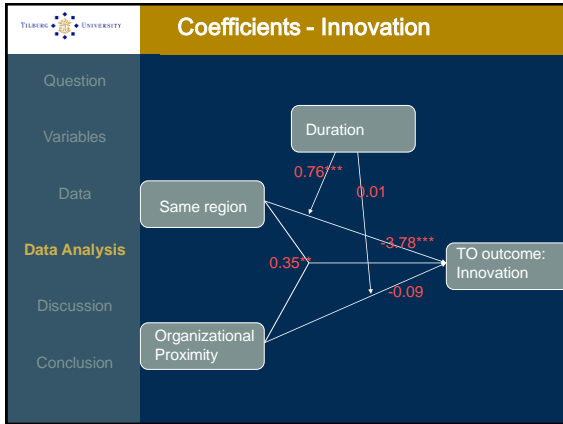 TILBURG UNIVERSITY
Coefficients - Innovation
Question
Variables
Data
Data Analysis
Discussion
Conclusion
Duration
0.76***
0.01
Same region
-3.78***
0.35**
TO outcome:
Innovation
-0.09
Organizational
Proximity